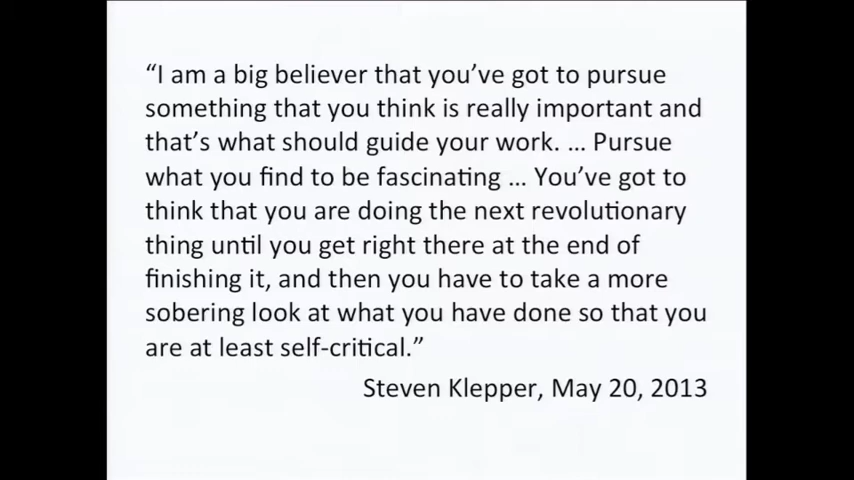 “I am a big believer that you’ve got to pursue
something that you think is really important and
that’s what should guide your work. … Pursue
what you find to be fascinating … You’ve got to
think that you are doing the next revolutionary
thing until you get right there at the end of
finishing it, and then you have to take a more
sobering look at what you have done so that you
are at least self-critical.”
Steven Klepper, May 20, 2013